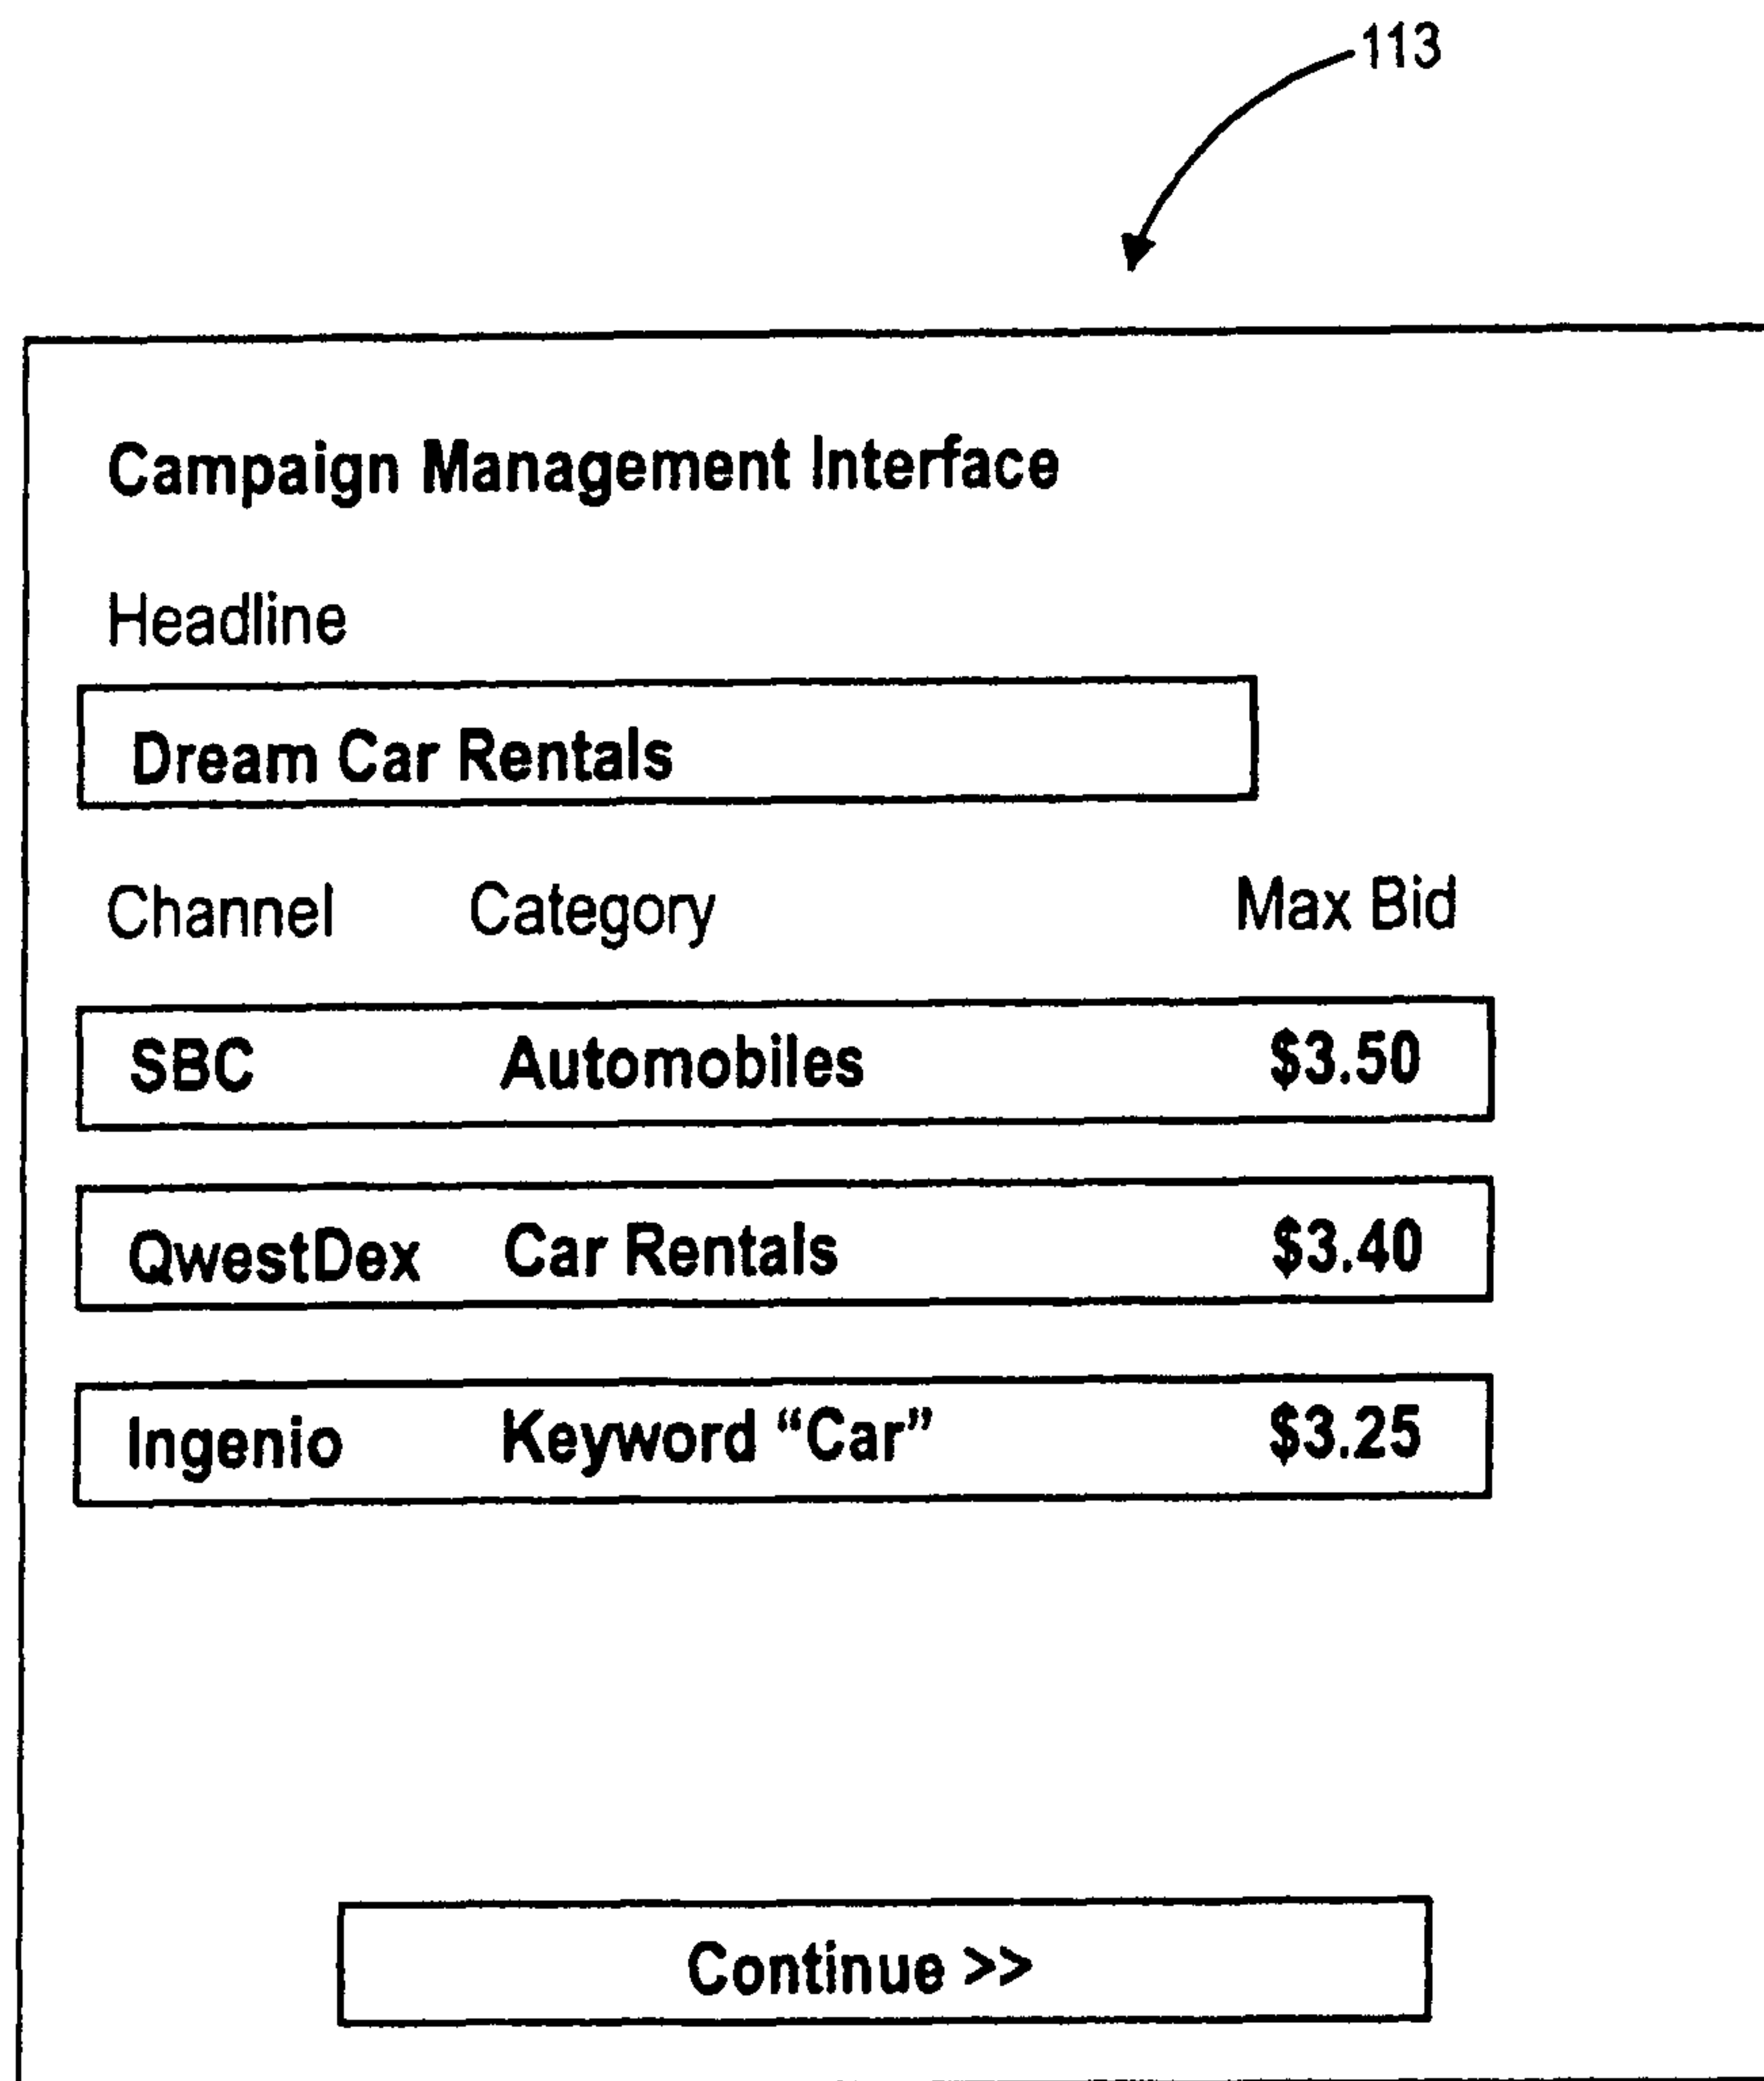 113
Campaign Management Interface
Headline
Dream Car Rentals
Channel Category Max Bid
SBC Automobiles $3.50
QwestDex Car Rentals $3.40
Ingenio Keyword “Car” $3.25
Continue >>